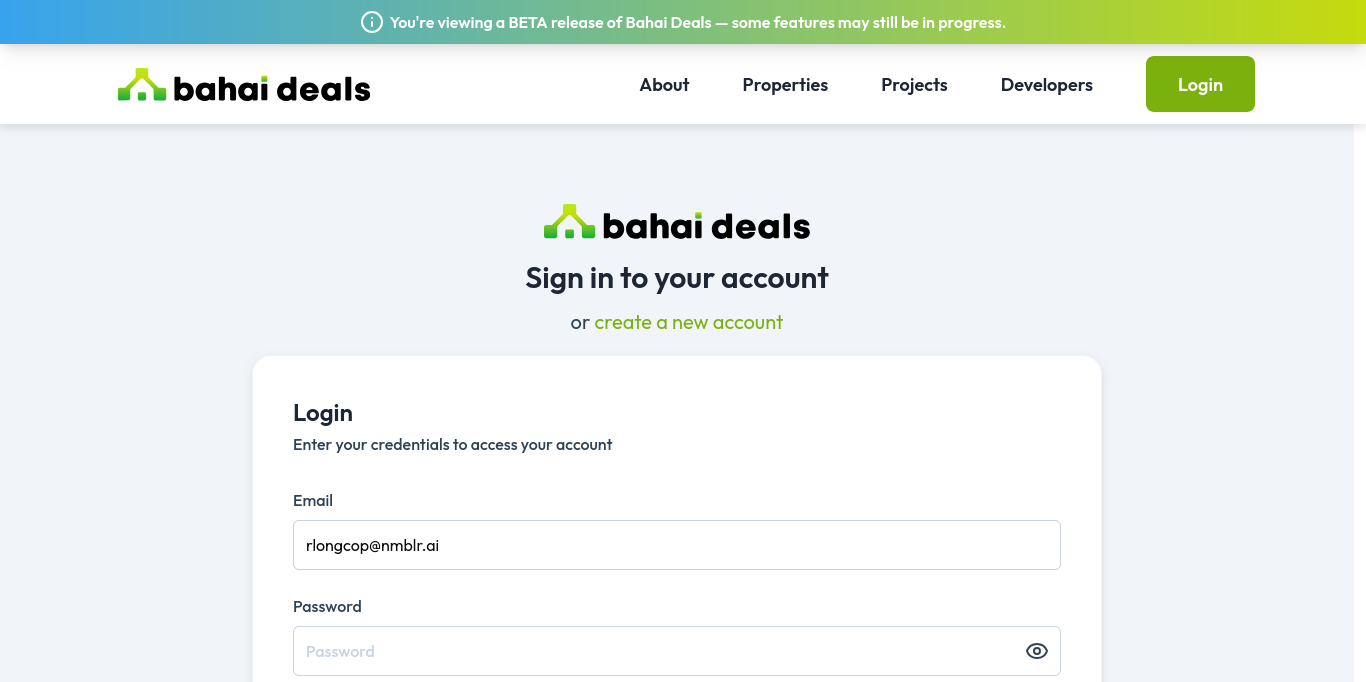 You're viewing a BETA release of Bahai Deals — some features may still be in progress.
bahai deals
About
Properties
Projects
Developers
Login
bahai deals
Sign in to your account
or create a new account
Login
Enter your credentials to access your account
Email
rlongcop@nmblr.ai
Password
Password